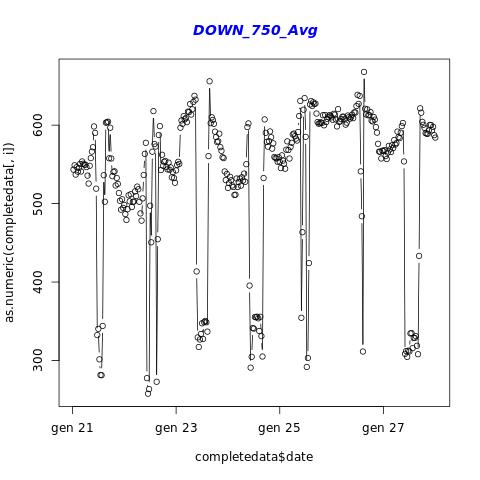 DOWN_750_Avg
as.numeric(completedata[, i])
600
500
400
300
gen 21
gen 23
gen 25
gen 27
completedata$date